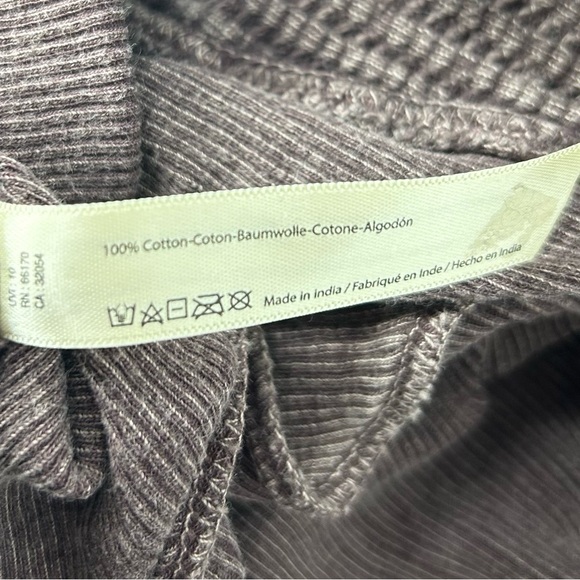 100% Cotton-Coton-Baumwolle-Cotone-Algodón
Made in India / Fabriqué en Inde / Hecho en India
RN: 66170
CA: 32054